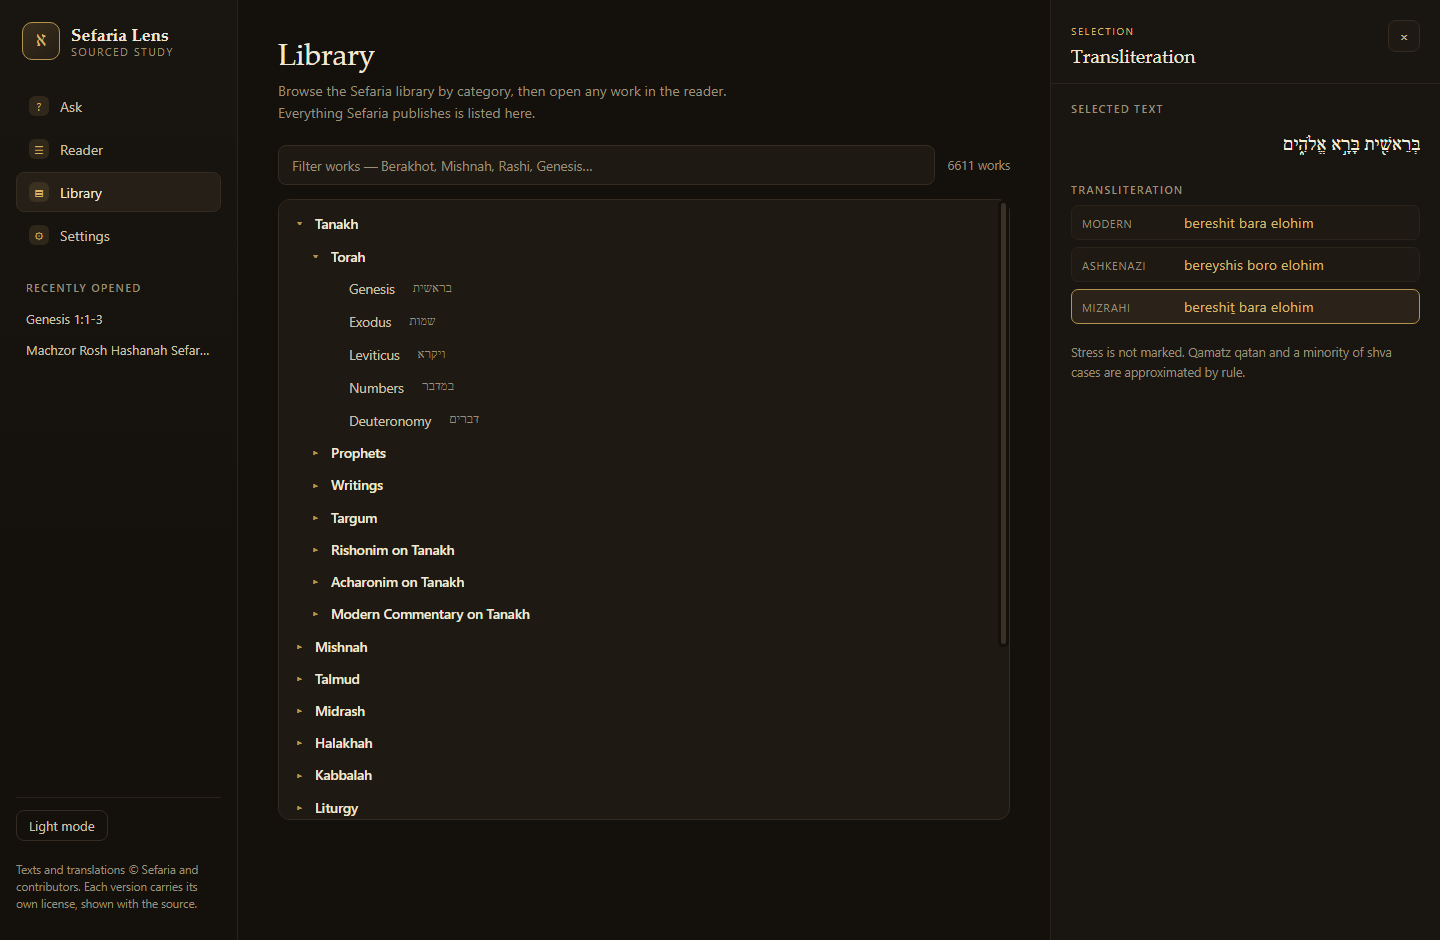 א
Sefaria Lens
SOURCED STUDY
? Ask
Reader
Library
Settings
RECENTLY OPENED
Genesis 1:1-3
Machzor Rosh Hashanah Sefar...
Light mode
Texts and translations © Sefaria and
contributors. Each version carries its
own license, shown with the source.
Library
Browse the Sefaria library by category, then open any work in the reader.
Everything Sefaria publishes is listed here.
Filter works — Berakhot, Mishnah, Rashi, Genesis...
6611 works
Tanakh
Torah
Genesis בראשית
Exodus שמות
Leviticus ויקרא
Numbers במדבר
Deuteronomy דברים
Prophets
Writings
Targum
Rishonim on Tanakh
Acharonim on Tanakh
Modern Commentary on Tanakh
Mishnah
Talmud
Midrash
Halakhah
Kabbalah
Liturgy
SELECTION
Transliteration
×
SELECTED TEXT
בְּרֵאשִׁ֖ית בָּרָ֣א אֱלֹהִ֑ים
TRANSLITERATION
MODERN bereshit bara elohim
ASHKENAZI bereyshis boro elohim
MIZRAHI bereshiṯ bara elohim
Stress is not marked. Qamatz qatan and a minority of shva
cases are approximated by rule.